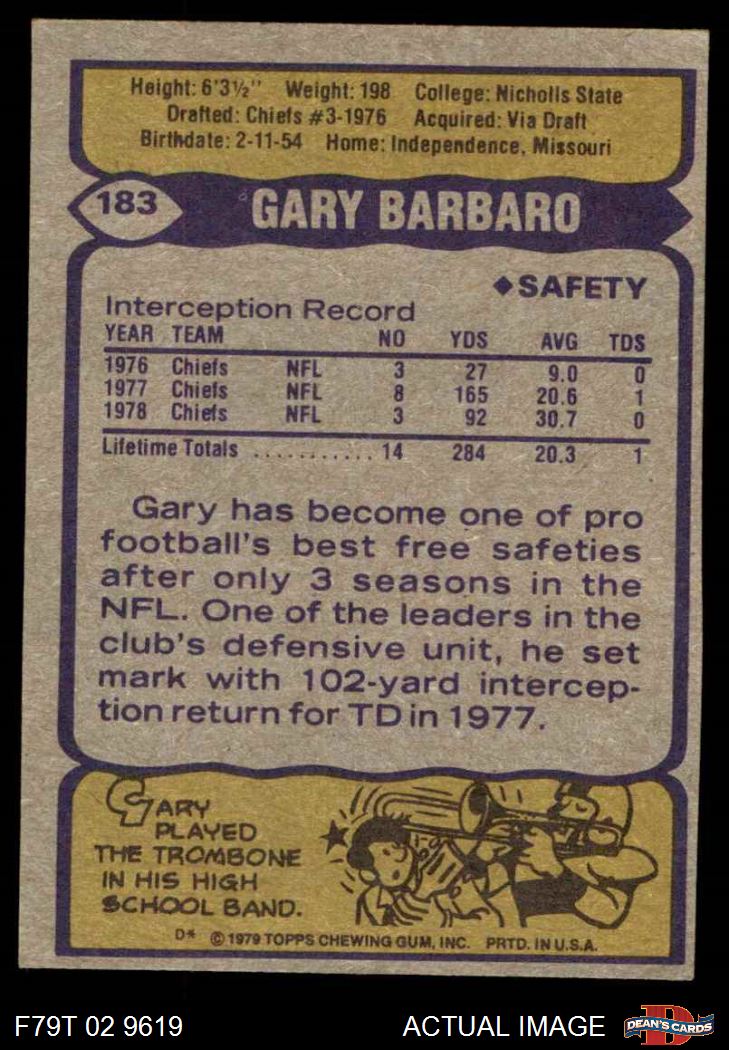 Height: 6'3½" Weight: 198 College: Nicholls State
Drafted: Chiefs #3-1976 Acquired: Via Draft
Birthdate: 2-11-54 Home: Independence, Missouri
183 GARY BARBARO
◆SAFETY
Interception Record
YEAR TEAM NO YDS AVG TDS
1976 Chiefs NFL 3 27 9.0 0
1977 Chiefs NFL 8 165 20.6 1
1978 Chiefs NFL 3 92 30.7 0
Lifetime Totals ........... 14 284 20.3 1
Gary has become one of pro
football's best free safeties
after only 3 seasons in the
NFL. One of the leaders in the
club's defensive unit, he set
mark with 102-yard intercep-
tion return for TD in 1977.
GARY
PLAYED
THE TROMBONE
IN HIS HIGH
SCHOOL BAND.
D* © 1979 TOPPS CHEWING GUM, INC. PRTD. IN U.S.A.
F79T 02 9619 ACTUAL IMAGE D DEAN'S CARDS